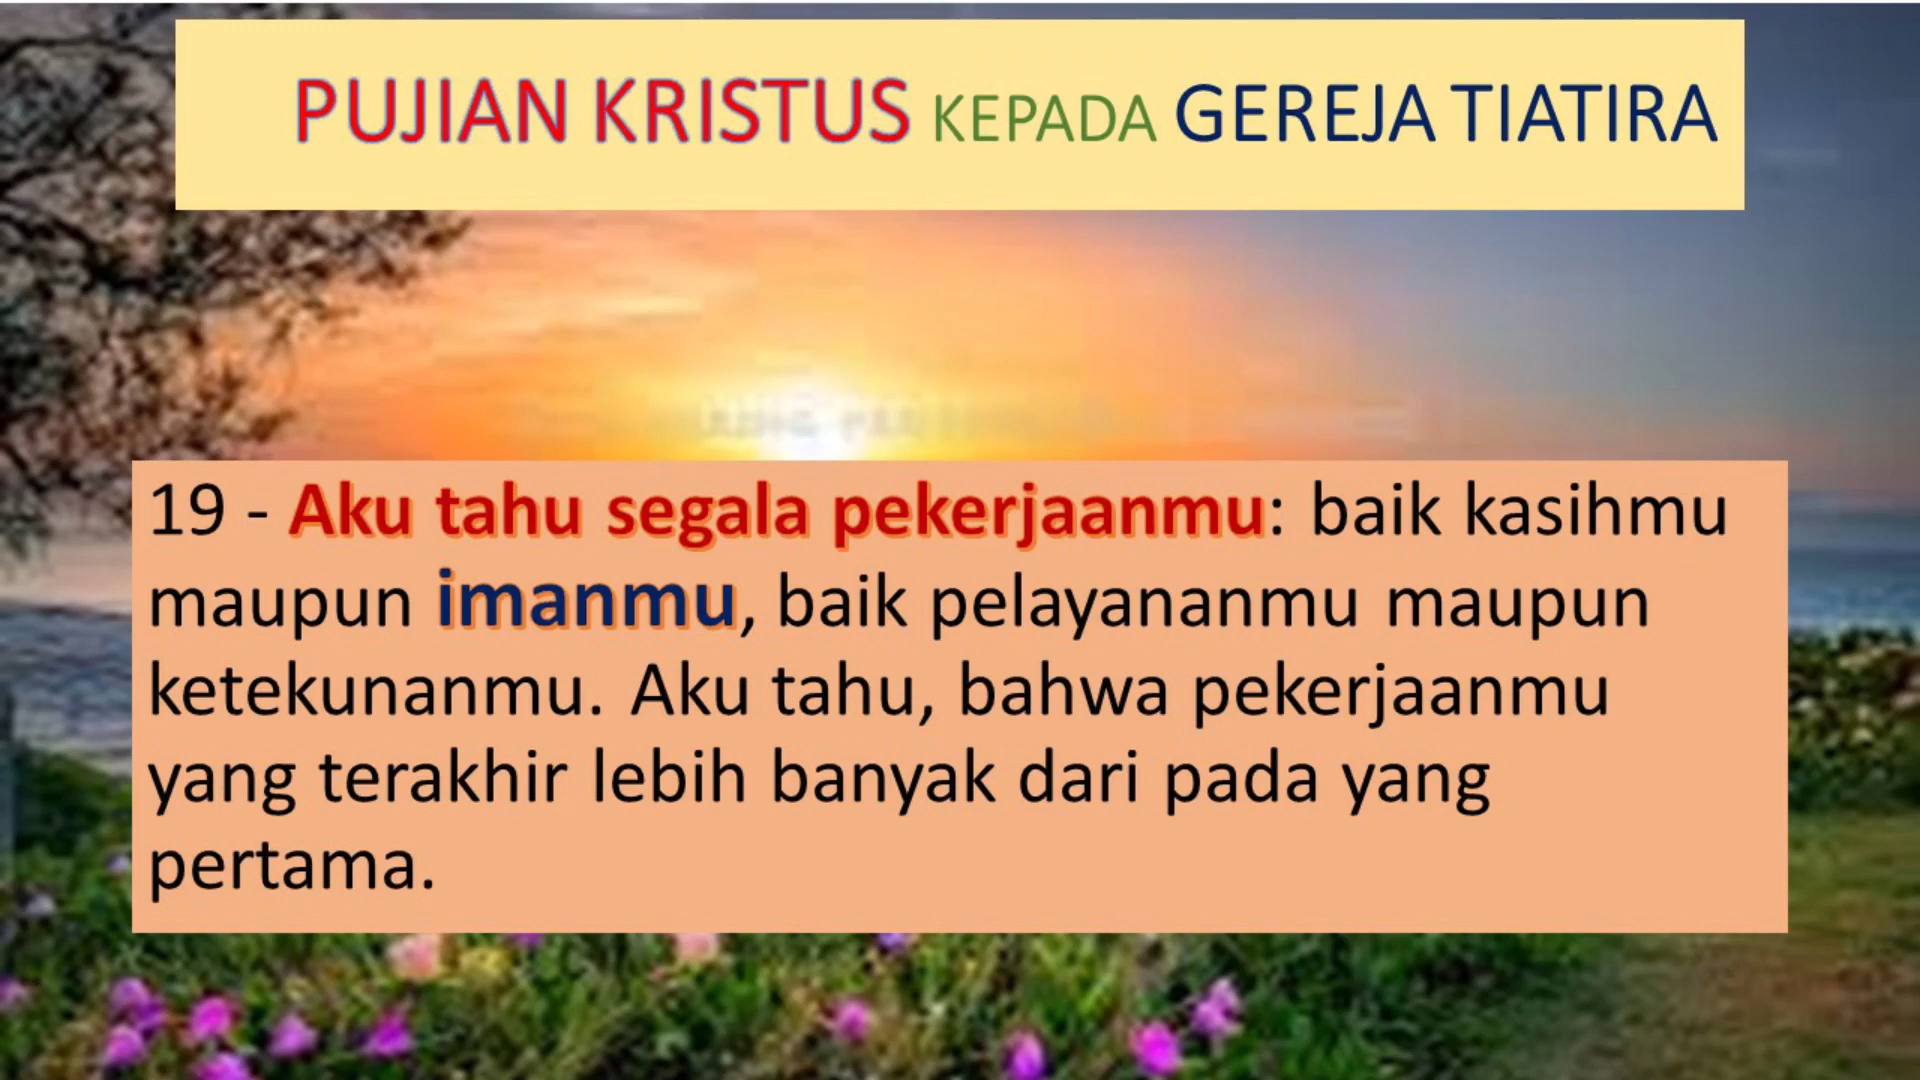 PUJIAN KRISTUS KEPADA GEREJA TIATIRA
19 - Aku tahu segala pekerjaanmu: baik kasihmu
maupun imanmu, baik pelayananmu maupun
ketekunanmu. Aku tahu, bahwa pekerjaanmu
yang terakhir lebih banyak dari pada yang
pertama.